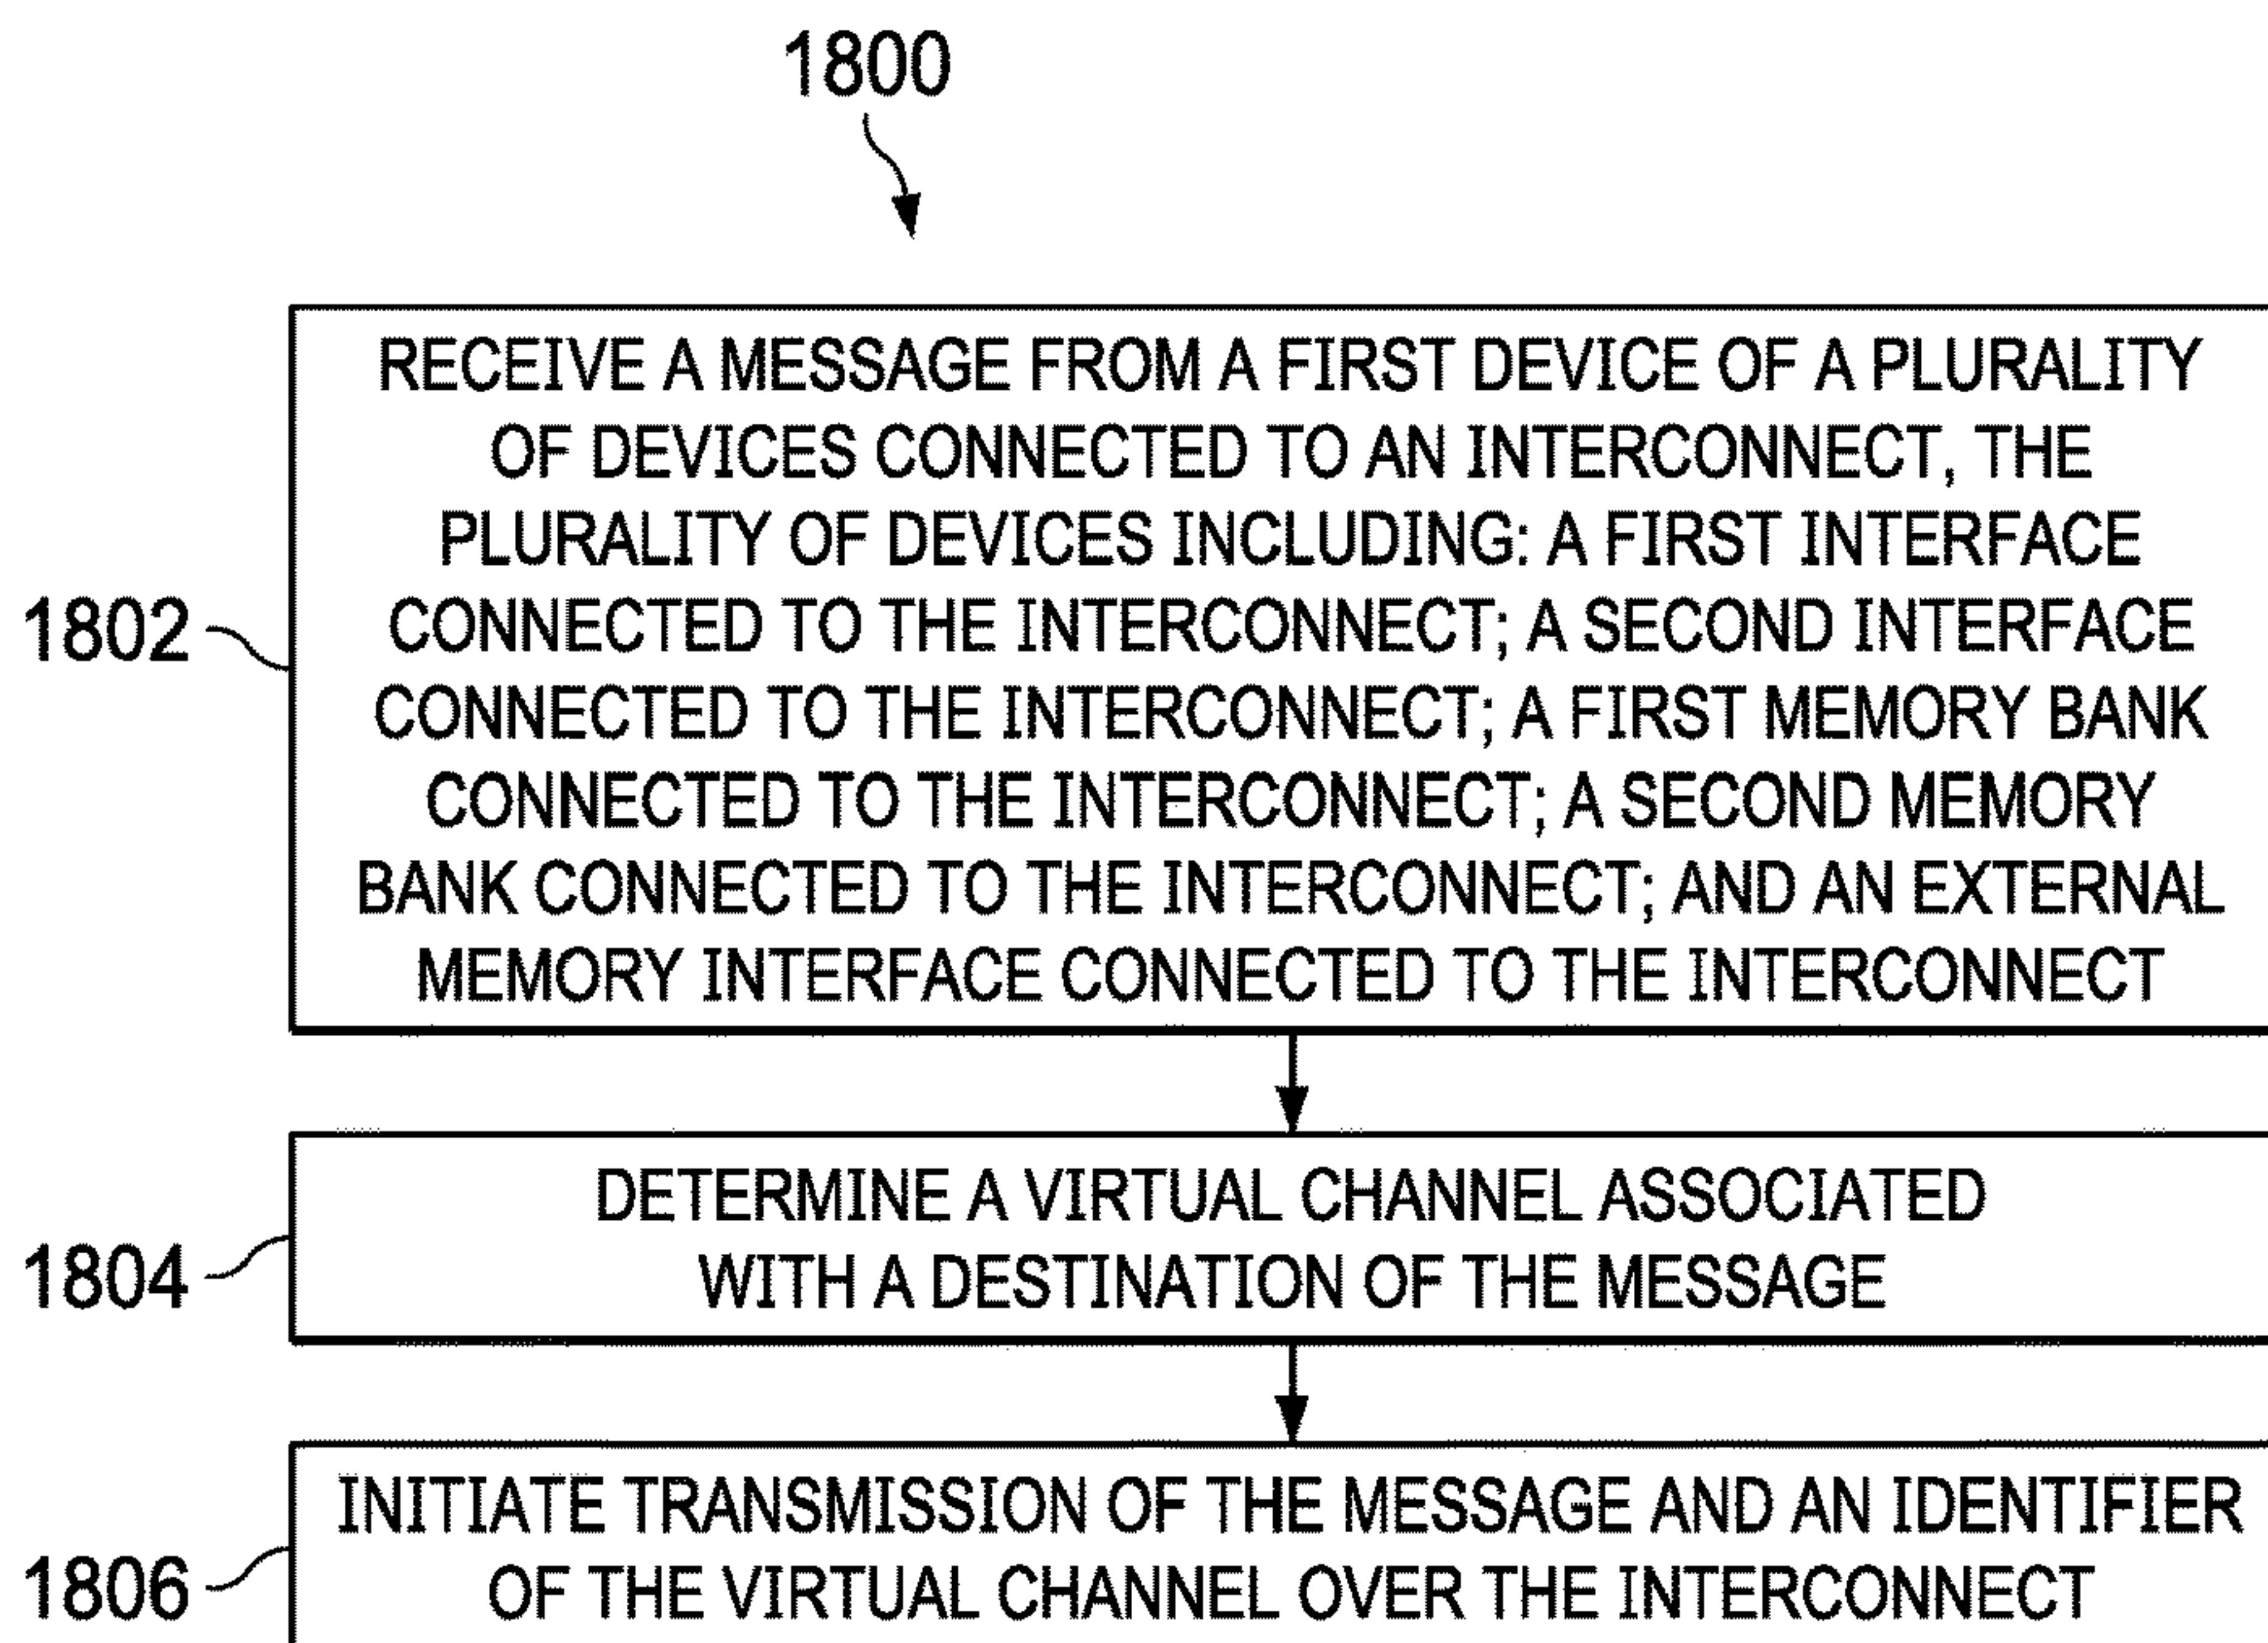 1800
RECEIVE A MESSAGE FROM A FIRST DEVICE OF A PLURALITY
OF DEVICES CONNECTED TO AN INTERCONNECT, THE
PLURALITY OF DEVICES INCLUDING: A FIRST INTERFACE
CONNECTED TO THE INTERCONNECT; A SECOND INTERFACE
CONNECTED TO THE INTERCONNECT; A FIRST MEMORY BANK
CONNECTED TO THE INTERCONNECT; A SECOND MEMORY
BANK CONNECTED TO THE INTERCONNECT; AND AN EXTERNAL
MEMORY INTERFACE CONNECTED TO THE INTERCONNECT
1802
DETERMINE A VIRTUAL CHANNEL ASSOCIATED
WITH A DESTINATION OF THE MESSAGE
1804
INITIATE TRANSMISSION OF THE MESSAGE AND AN IDENTIFIER
OF THE VIRTUAL CHANNEL OVER THE INTERCONNECT
1806